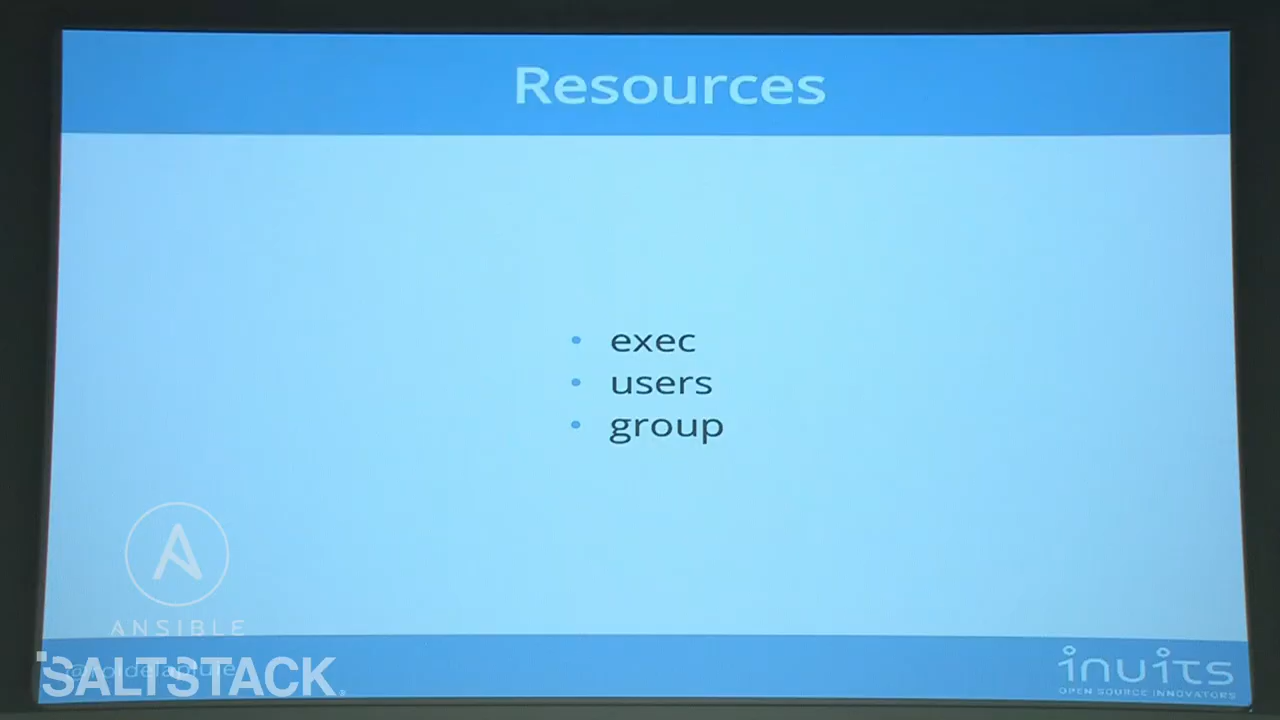 Resources
• exec
• users
• group
ANSIBLE
SALTSTACK
inuits
OPEN SOURCE INNOVATORS